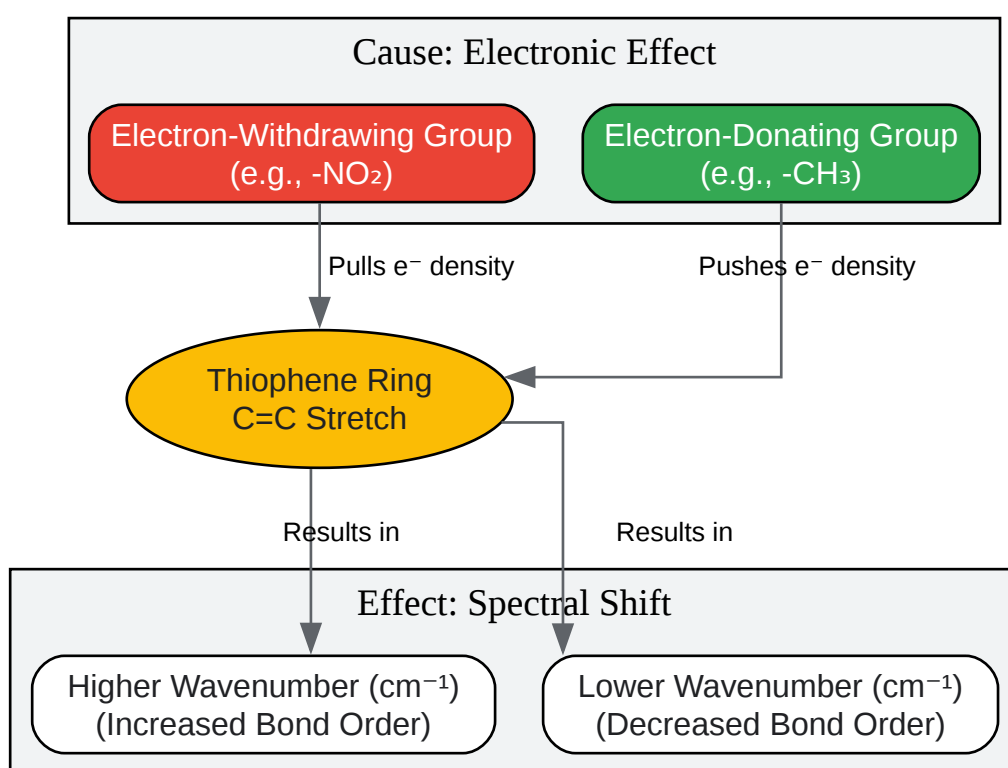 Cause: Electronic Effect
Electron-Withdrawing Group
(e.g., -NO₂)
Electron-Donating Group
(e.g., -CH₃)
Pulls e⁻ density
Pushes e⁻ density
Thiophene Ring
C=C Stretch
Results in
Results in
Effect: Spectral Shift
Higher Wavenumber (cm⁻¹)
(Increased Bond Order)
Lower Wavenumber (cm⁻¹)
(Decreased Bond Order)